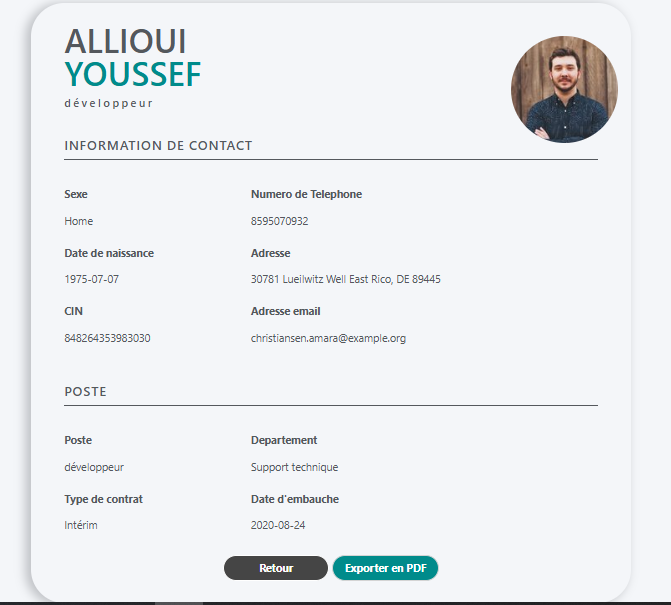 ALLIOUI
YOUSSEF
développeur
INFORMATION DE CONTACT
Sexe Numero de Telephone
Home 8595070932
Date de naissance Adresse
1975-07-07 30781 Lueilwitz Well East Rico, DE 89445
CIN Adresse email
848264353983030 christiansen.amara@example.org
POSTE
Poste Departement
développeur Support technique
Type de contrat Date d'embauche
Intérim 2020-08-24
Retour Exporter en PDF